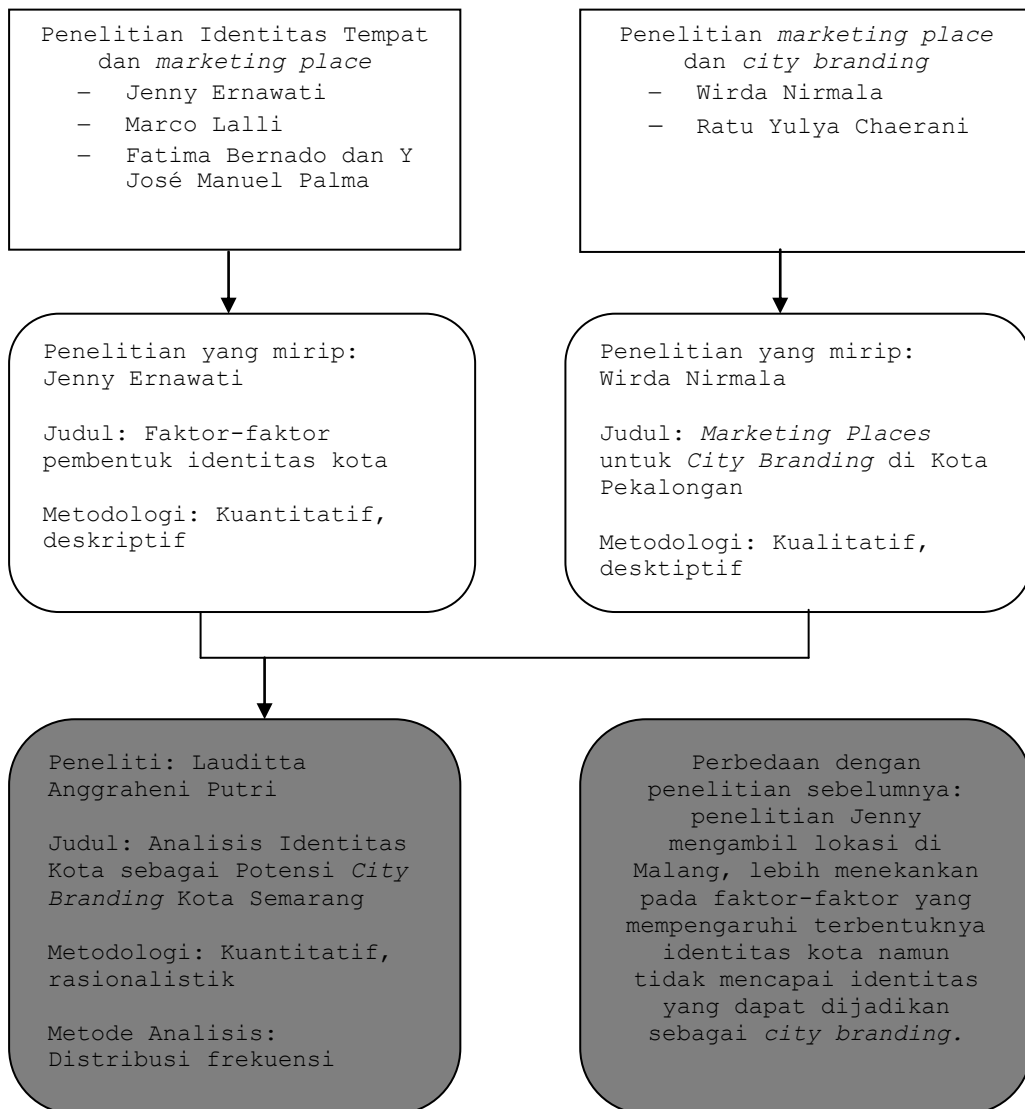 Penelitian Identitas Tempat
dan marketing place
– Jenny Ernawati
– Marco Lalli
– Fatima Bernado dan Y
José Manuel Palma
Penelitian marketing place
dan city branding
– Wirda Nirmala
– Ratu Yulya Chaerani
Penelitian yang mirip:
Jenny Ernawati
Judul: Faktor-faktor
pembentuk identitas kota
Metodologi: Kuantitatif,
deskriptif
Penelitian yang mirip:
Wirda Nirmala
Judul: Marketing Places
untuk City Branding di Kota
Pekalongan
Metodologi: Kualitatif,
desktiptif
Peneliti: Lauditta
Anggraheni Putri
Judul: Analisis Identitas
Kota sebagai Potensi City
Branding Kota Semarang
Metodologi: Kuantitatif,
rasionalistik
Metode Analisis:
Distribusi frekuensi
Perbedaan dengan
penelitian sebelumnya:
penelitian Jenny
mengambil lokasi di
Malang, lebih menekankan
pada faktor-faktor yang
mempengaruhi terbentuknya
identitas kota namun
tidak mencapai identitas
yang dapat dijadikan
sebagai city branding.